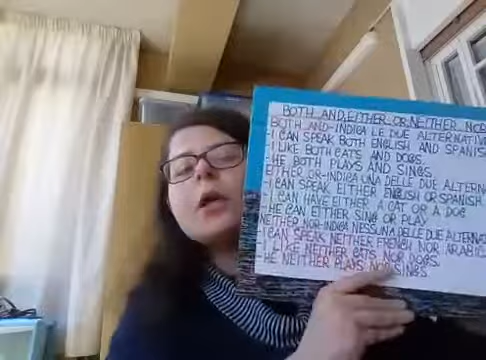 BOTH AND, EITHER OR, NEITHER NOR
BOTH AND-INDICA LE DUE ALTERNATIVE
-I CAN SPEAK BOTH ENGLISH AND SPANISH
-I LIKE BOTH CATS AND DOGS.
-HE BOTH PLAYS AND SINGS.
EITHER OR-INDICA UNA DELLE DUE ALTERN
-I CAN SPEAK EITHER ENGLISH OR SPANISH.
-I CAN HAVE EITHER A CAT OR A DOG
-HE CAN EITHER SING OR PLAY
NEITHER NOR-INDICA NESSUNA DELLE DUE ALTERNAT
-I CAN SPEAK NEITHER FRENCH NOR ARABIC
-I LIKE NEITHER CATS NOR DOGS.
-HE NEITHER PLAYS NOR SINGS.